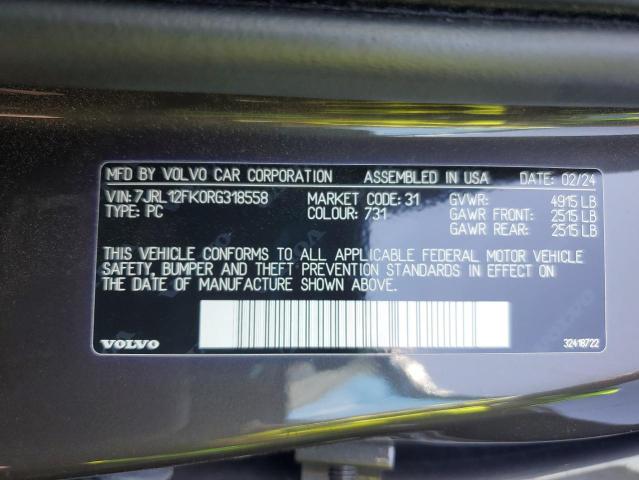 MFD BY VOLVO CAR CORPORATION ASSEMBLED IN USA DATE: 02/24
VIN: 7JRL12FK0RG318558 MARKET CODE: 31 GVWR: 4915 LB
TYPE: PC COLOUR: 731 GAWR FRONT: 2515 LB
GAWR REAR: 2515 LB
THIS VEHICLE CONFORMS TO ALL APPLICABLE FEDERAL MOTOR VEHICLE
SAFETY, BUMPER AND THEFT PREVENTION STANDARDS IN EFFECT ON
THE DATE OF MANUFACTURE SHOWN ABOVE.
VOLVO 32418722